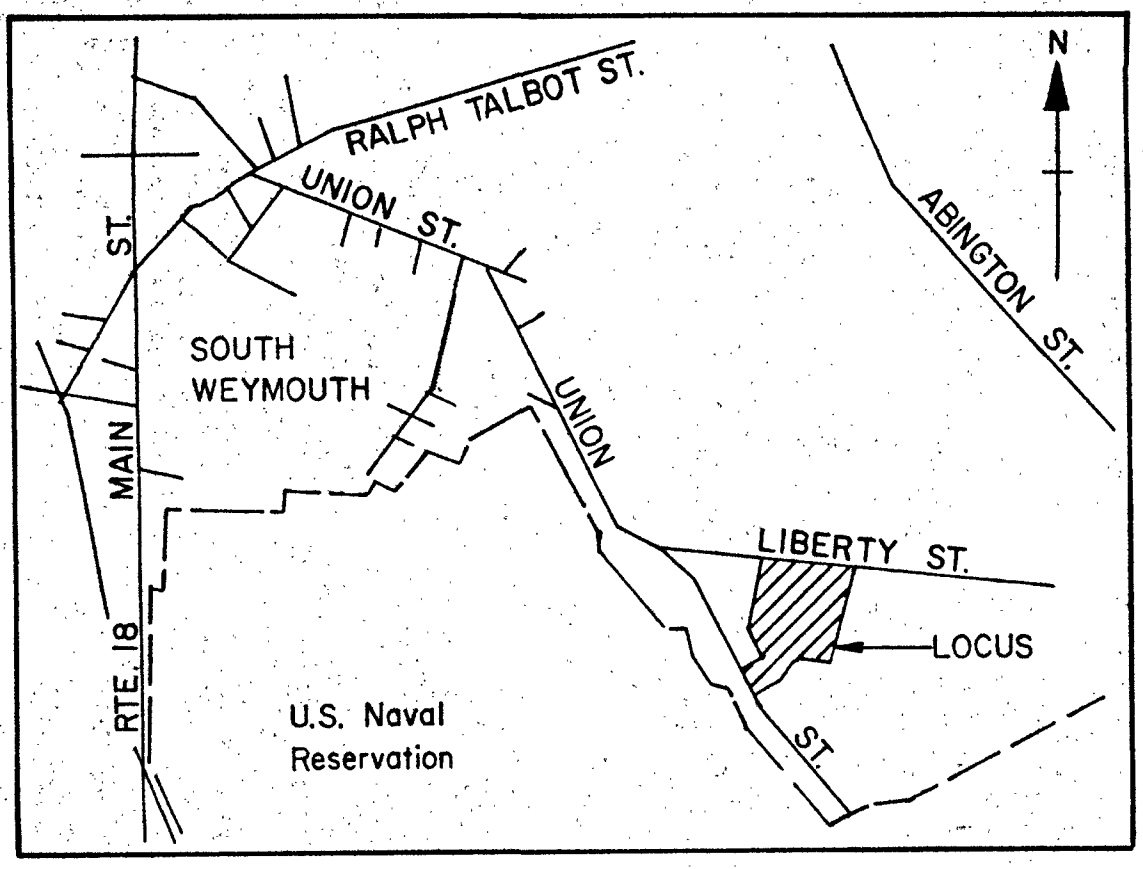 N
RALPH TALBOT ST.
UNION ST.
ABINGTON ST.
SOUTH
WEYMOUTH
UNION ST.
RTE. 18 MAIN ST.
LIBERTY ST.
LOCUS
U.S. Naval
Reservation